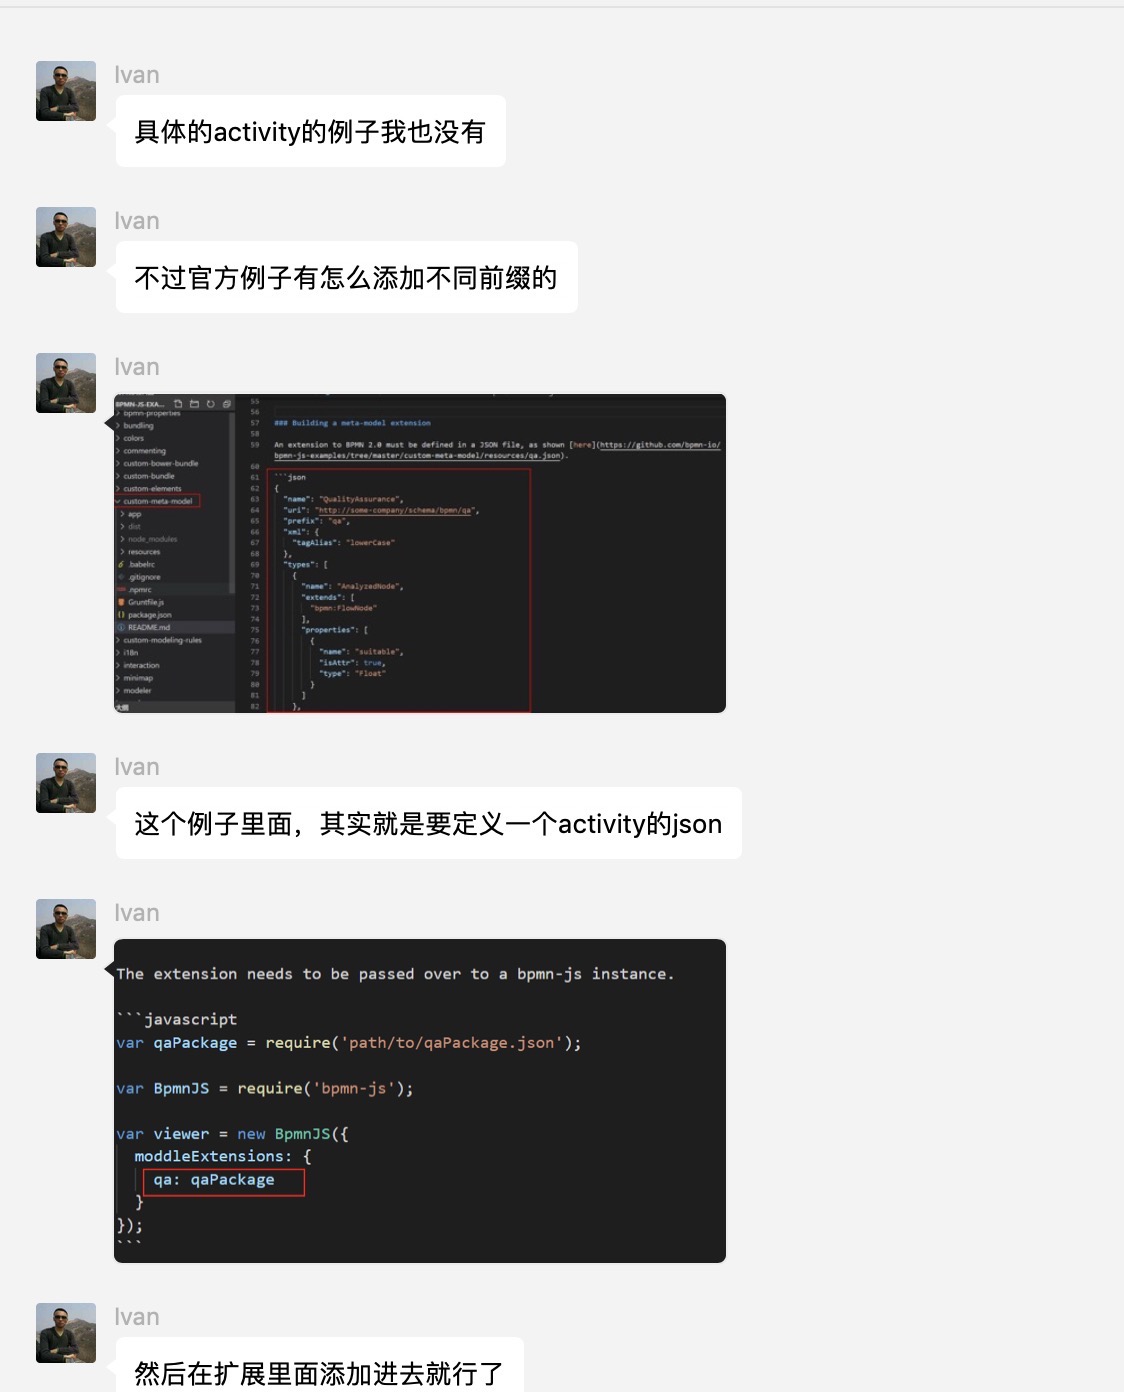 Ivan
具体的activity的例子我也没有
Ivan
不过官方例子有怎么添加不同前缀的
Ivan
BPMN-JS-EXA...
bpmn-properties
bundling
colors
commenting
custom-bower-bundle
custom-bundle
custom-elements
custom-meta-model
app
dist
node_modules
resources
.babelrc
.gitignore
.npmrc
Gruntfile.js
package.json
README.md
custom-modeling-rules
i18n
interaction
minimap
modeler
大纲
55
56
57 ### Building a meta-model extension
58
59 An extension to BPMN 2.0 must be defined in a JSON file, as shown [here](https://github.com/bpmn-io/
bpmn-js-examples/tree/master/custom-meta-model/resources/qa.json).
60
61 ```json
62 {
63 "name": "QualityAssurance",
64 "uri": "http://some-company/schema/bpmn/qa",
65 "prefix": "qa",
66 "xml": {
67 "tagAlias": "lowerCase"
68 },
69 "types": [
70 {
71 "name": "AnalyzedNode",
72 "extends": [
73 "bpmn:FlowNode"
74 ],
75 "properties": [
76 {
77 "name": "suitable",
78 "isAttr": true,
79 "type": "Float"
80 }
81 ]
82 },
Ivan
这个例子里面，其实就是要定义一个activity的json
Ivan
The extension needs to be passed over to a bpmn-js instance.
```javascript
var qaPackage = require('path/to/qaPackage.json');
var BpmnJS = require('bpmn-js');
var viewer = new BpmnJS({
moddleExtensions: {
qa: qaPackage
}
});
```
Ivan
然后在扩展里面添加进去就行了